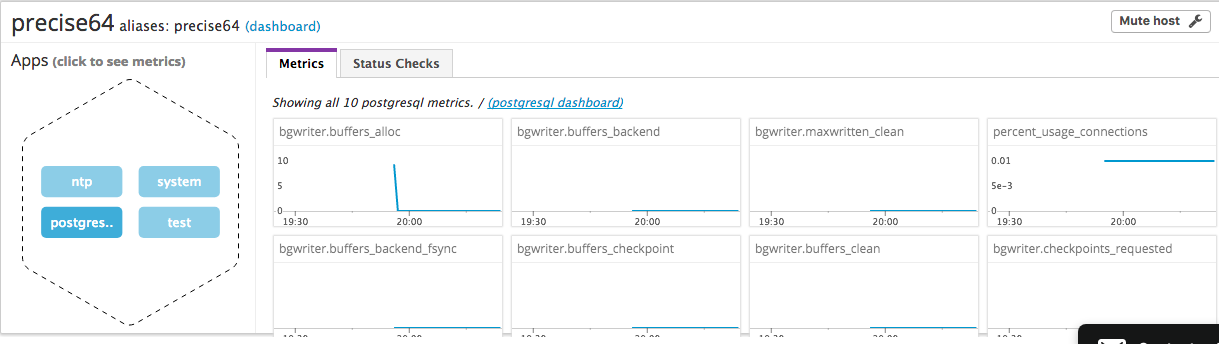 precise64 aliases: precise64 (dashboard)
Mute host
Apps (click to see metrics)
Metrics
Status Checks
ntp
system
postgres..
test
Showing all 10 postgresql metrics. / (postgresql dashboard)
bgwriter.buffers_alloc
10
5
0
19:30
20:00
bgwriter.buffers_backend
19:30
20:00
bgwriter.maxwritten_clean
19:30
20:00
percent_usage_connections
0.01
5e-3
0
19:30
20:00
bgwriter.buffers_backend_fsync
bgwriter.buffers_checkpoint
bgwriter.buffers_clean
bgwriter.checkpoints_requested